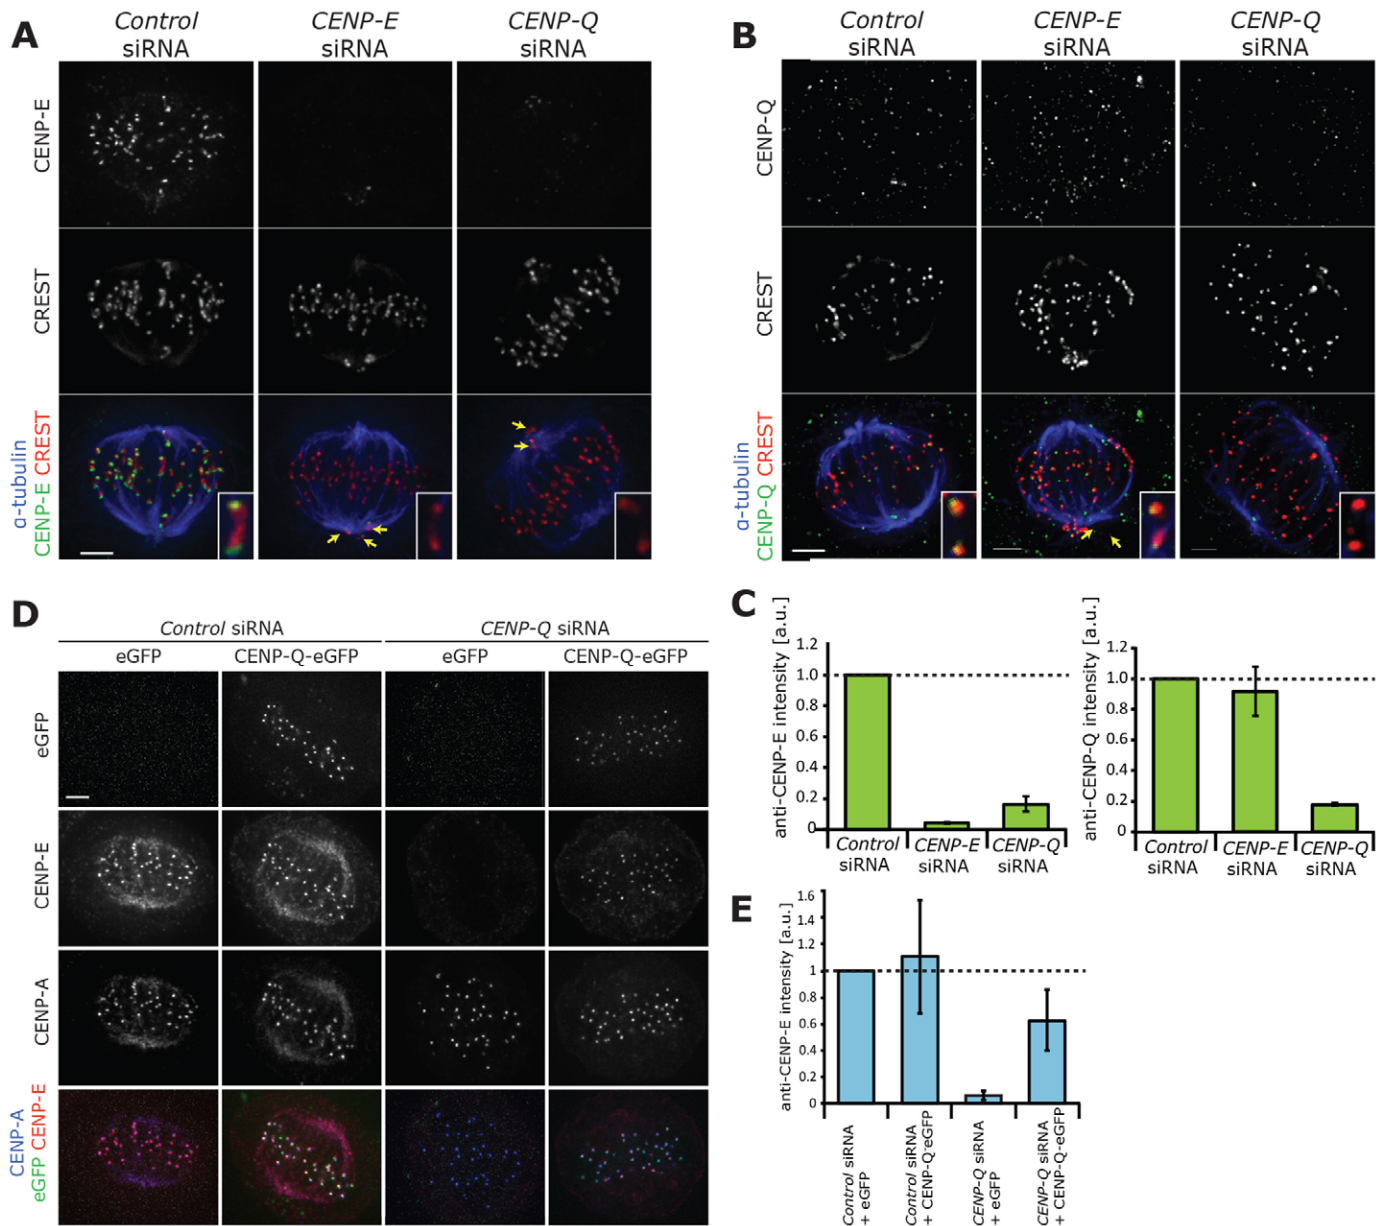 A
Control siRNA
CENP-E siRNA
CENP-Q siRNA
CENP-E
CREST
α-tubulin
CENP-E CREST
B
Control siRNA
CENP-E siRNA
CENP-Q siRNA
CENP-Q
CREST
α-tubulin
CENP-Q CREST
D
Control siRNA
CENP-Q siRNA
eGFP
CENP-Q-eGFP
eGFP
CENP-Q-eGFP
eGFP
CENP-E
CENP-A
CENP-A
eGFP CENP-E
C
anti-CENP-E intensity [a.u.]
1.2
1.0
0.8
0.6
0.4
0.2
0
Control siRNA
CENP-E siRNA
CENP-Q siRNA
anti-CENP-Q intensity [a.u.]
1.2
1.0
0.8
0.6
0.4
0.2
0
Control siRNA
CENP-E siRNA
CENP-Q siRNA
E
anti-CENP-E intensity [a.u.]
1.6
1.4
1.2
1
0.8
0.6
0.4
0.2
0
Control siRNA
+ eGFP
Control siRNA
+ CENP-Q-eGFP
CENP-Q siRNA
+ eGFP
CENP-Q siRNA
+ CENP-Q-eGFP